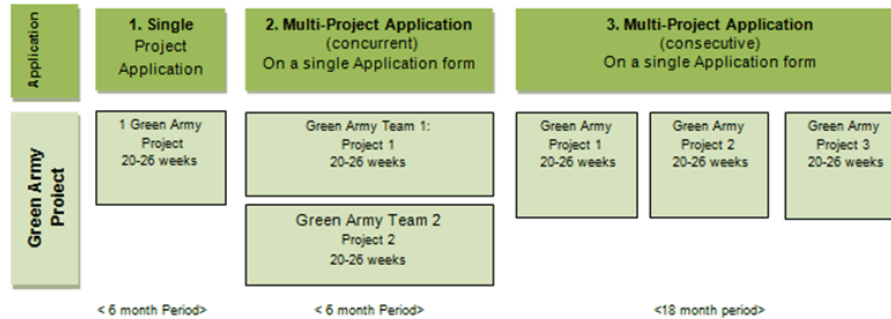 Application
1. Single
Project
Application
2. Multi-Project Application
(concurrent)
On a single Application form
3. Multi-Project Application
(consecutive)
On a single Application form
Green Army
Project
1 Green Army
Project
20-26 weeks
Green Army Team 1:
Project 1
20-26 weeks
Green Army Team 2
Project 2
20-26 weeks
Green Army
Project 1
20-26 weeks
Green Army
Project 2
20-26 weeks
Green Army
Project 3
20-26 weeks
< 6 month Period>
< 6 month Period>
<18 month period>